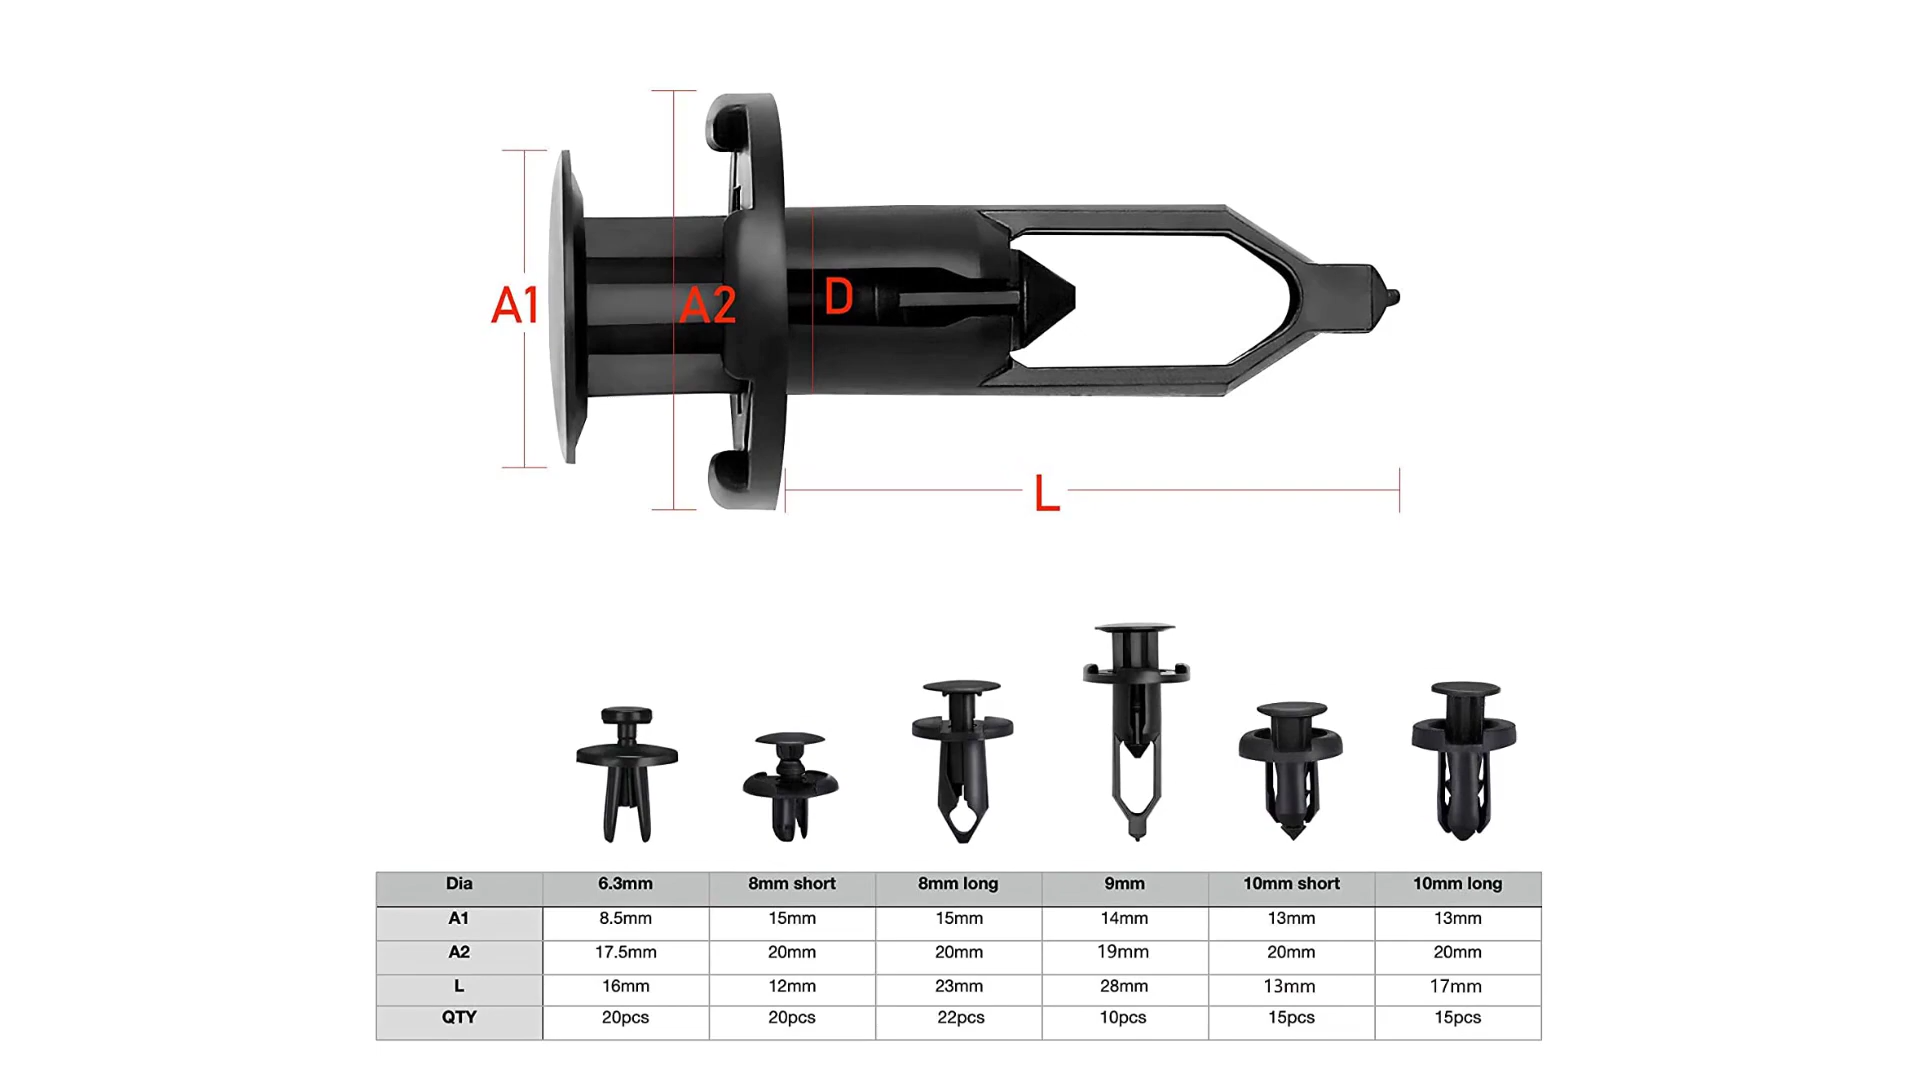 A1
A2
D
L
Dia 6.3mm 8mm short 8mm long 9mm 10mm short 10mm long
A1 8.5mm 15mm 15mm 14mm 13mm 13mm
A2 17.5mm 20mm 20mm 19mm 20mm 20mm
L 16mm 12mm 23mm 28mm 13mm 17mm
QTY 20pcs 20pcs 22pcs 10pcs 15pcs 15pcs